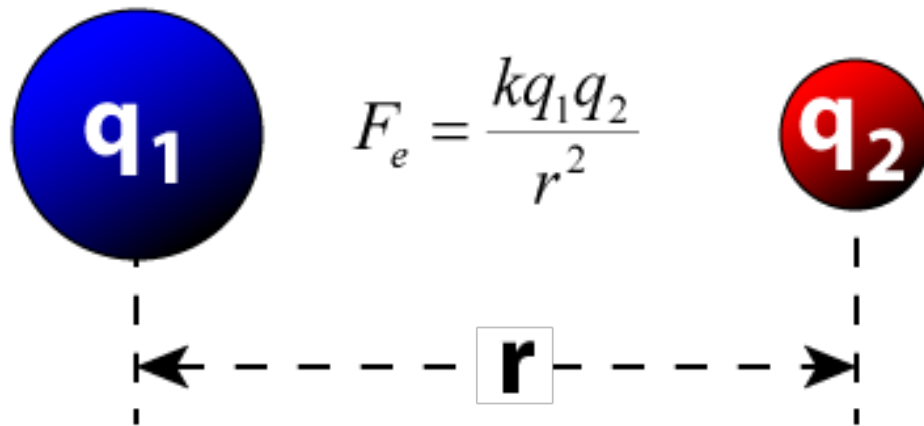 q₁
Fₑ = kq₁q₂ / r²
q₂
r